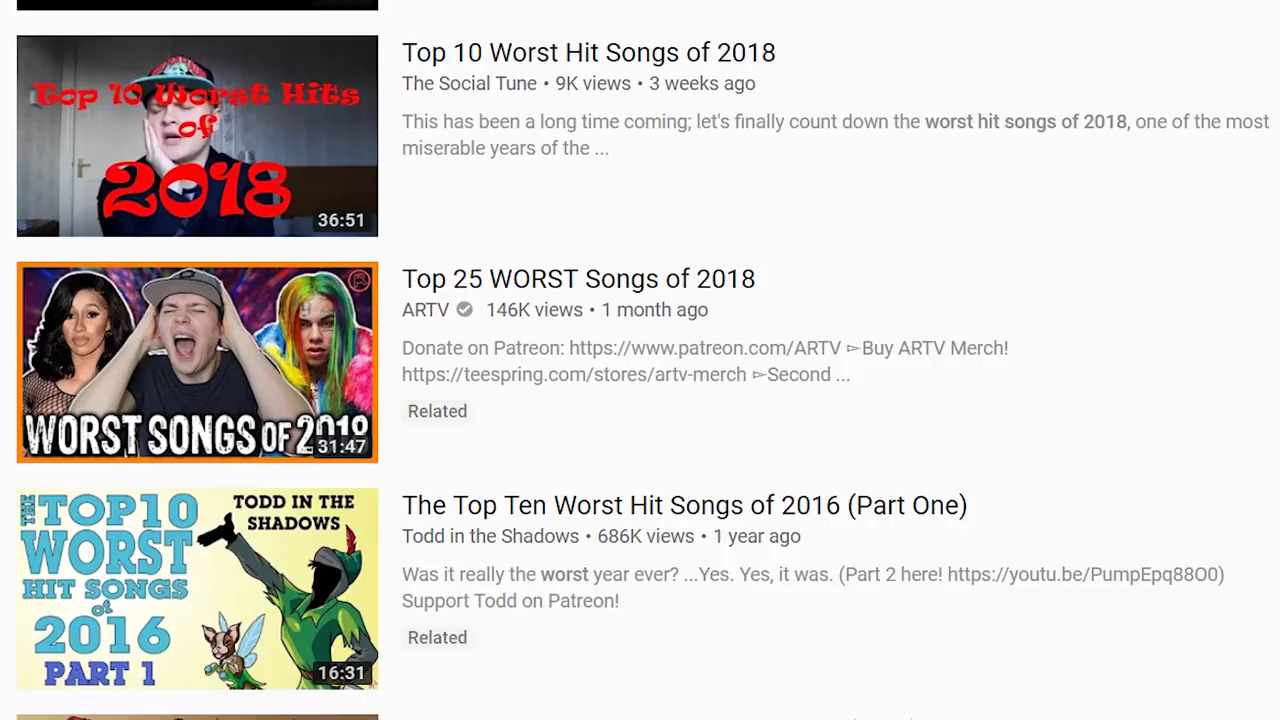 Top 10 Worst Hits
of
2018
36:51
Top 10 Worst Hit Songs of 2018
The Social Tune • 9K views • 3 weeks ago
This has been a long time coming; let's finally count down the worst hit songs of 2018, one of the most
miserable years of the ...
WORST SONGS OF 2018
31:47
Top 25 WORST Songs of 2018
ARTV 146K views • 1 month ago
Donate on Patreon: https://www.patreon.com/ARTV ▻Buy ARTV Merch!
https://teespring.com/stores/artv-merch ▻Second ...
Related
THE TOP10
WORST
HIT SONGS
of
2016
PART 1
TODD IN THE
SHADOWS
16:31
The Top Ten Worst Hit Songs of 2016 (Part One)
Todd in the Shadows • 686K views • 1 year ago
Was it really the worst year ever? ...Yes. Yes, it was. (Part 2 here! https://youtu.be/PumpEpq88O0)
Support Todd on Patreon!
Related